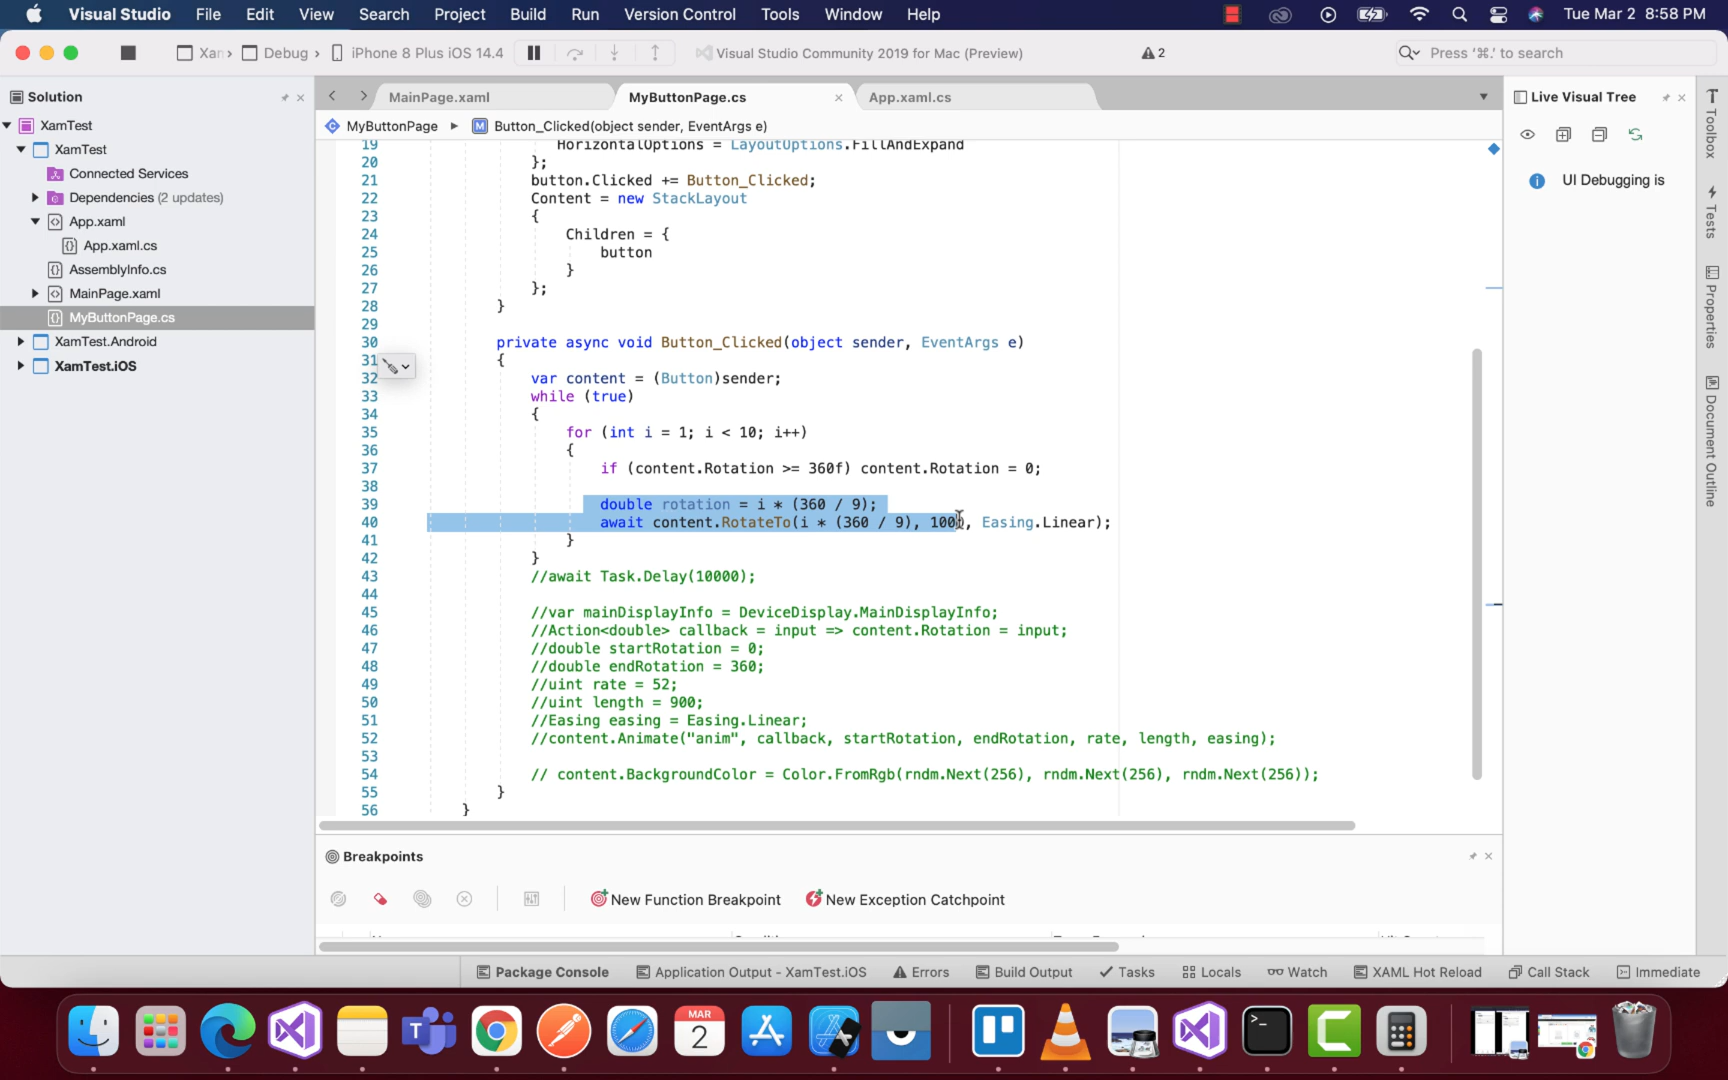 Visual Studio File Edit View Search Project Build Run Version Control Tools Window Help Tue Mar 2 8:58 PM
Xan › Debug › iPhone 8 Plus iOS 14.4 Visual Studio Community 2019 for Mac (Preview) 2 Press '⌘.' to search
Solution
XamTest
XamTest
Connected Services
Dependencies (2 updates)
App.xaml
App.xaml.cs
AssemblyInfo.cs
MainPage.xaml
MyButtonPage.cs
XamTest.Android
XamTest.iOS
MainPage.xaml MyButtonPage.cs App.xaml.cs
MyButtonPage Button_Clicked(object sender, EventArgs e)
19 HorizontalOptions = LayoutOptions.FillAndExpand
20 };
21 button.Clicked += Button_Clicked;
22 Content = new StackLayout
23 {
24 Children = {
25 button
26 }
27 };
28 }
29
30 private async void Button_Clicked(object sender, EventArgs e)
31 {
32 var content = (Button)sender;
33 while (true)
34 {
35 for (int i = 1; i < 10; i++)
36 {
37 if (content.Rotation >= 360f) content.Rotation = 0;
38
39 double rotation = i * (360 / 9);
40 await content.RotateTo(i * (360 / 9), 1000, Easing.Linear);
41 }
42 }
43 //await Task.Delay(10000);
44
45 //var mainDisplayInfo = DeviceDisplay.MainDisplayInfo;
46 //Action<double> callback = input => content.Rotation = input;
47 //double startRotation = 0;
48 //double endRotation = 360;
49 //uint rate = 52;
50 //uint length = 900;
51 //Easing easing = Easing.Linear;
52 //content.Animate("anim", callback, startRotation, endRotation, rate, length, easing);
53
54 // content.BackgroundColor = Color.FromRgb(rndm.Next(256), rndm.Next(256), rndm.Next(256));
55 }
56 }
Live Visual Tree
UI Debugging is
Toolbox
Tests
Properties
Document Outline
Breakpoints
New Function Breakpoint New Exception Catchpoint
Package Console Application Output - XamTest.iOS Errors Build Output Tasks Locals Watch XAML Hot Reload Call Stack Immediate
MAR
2